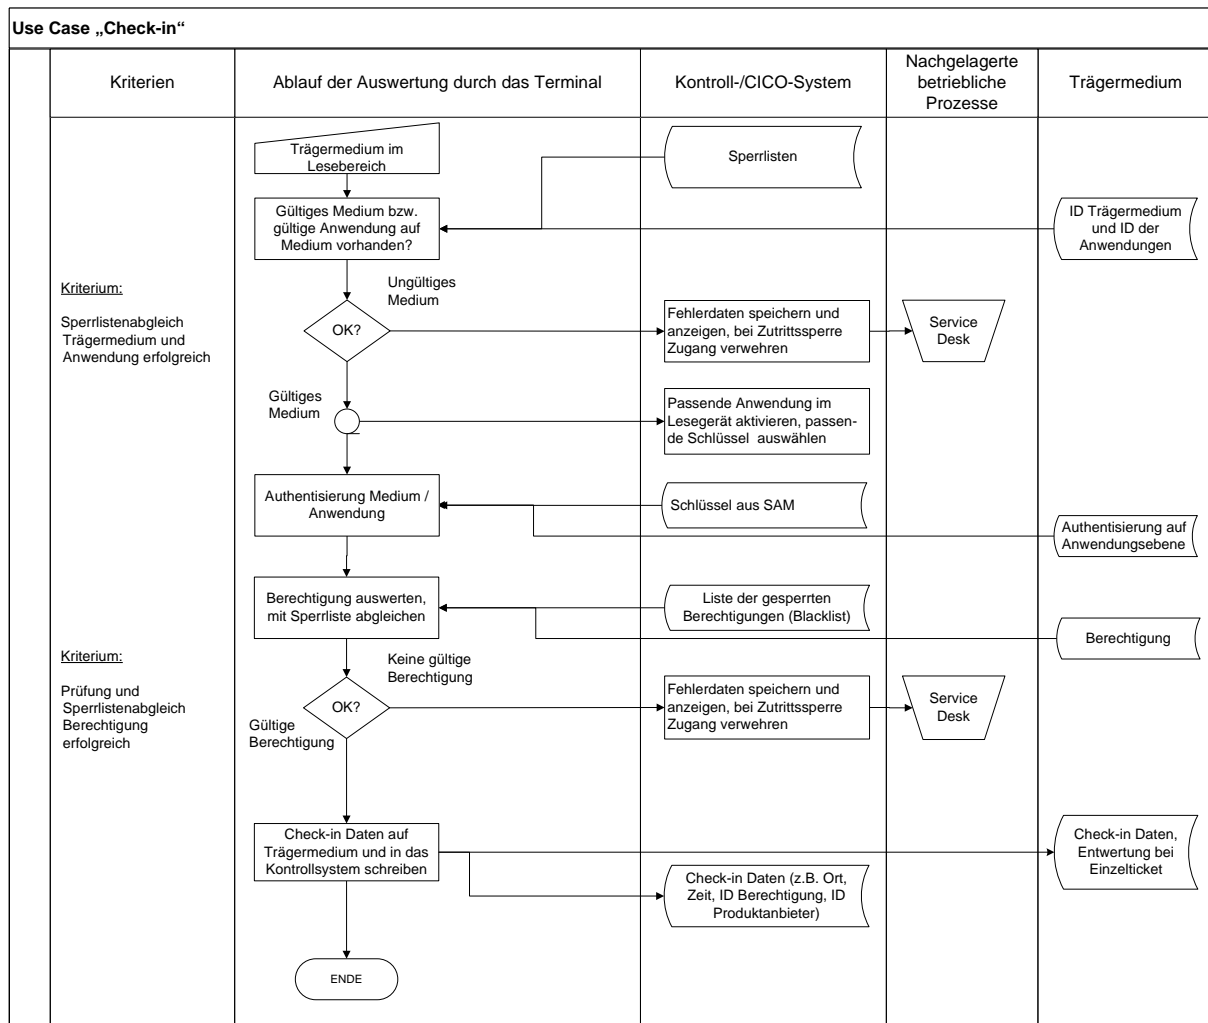 Use Case „Check-in“
Kriterien
Ablauf der Auswertung durch das Terminal
Kontroll-/CICO-System
Nachgelagerte
betriebliche
Prozesse
Trägermedium
Trägermedium im
Lesebereich
Sperrlisten
Gültiges Medium bzw.
gültige Anwendung auf
Medium vorhanden?
ID Trägermedium
und ID der
Anwendungen
Kriterium:
Sperrlistenabgleich
Trägermedium und
Anwendung erfolgreich
Ungültiges
Medium
OK?
Fehlerdaten speichern und
anzeigen, bei Zutrittssperre
Zugang verwehren
Service
Desk
Gültiges
Medium
Passende Anwendung im
Lesegerät aktivieren, passen-
de Schlüssel auswählen
Authentisierung Medium /
Anwendung
Schlüssel aus SAM
Authentisierung auf
Anwendungsebene
Berechtigung auswerten,
mit Sperrliste abgleichen
Liste der gesperrten
Berechtigungen (Blacklist)
Berechtigung
Kriterium:
Prüfung und
Sperrlistenabgleich
Berechtigung
erfolgreich
Keine gültige
Berechtigung
OK?
Gültige
Berechtigung
Fehlerdaten speichern und
anzeigen, bei Zutrittssperre
Zugang verwehren
Service
Desk
Check-in Daten auf
Trägermedium und in das
Kontrollsystem schreiben
Check-in Daten,
Entwertung bei
Einzelticket
Check-in Daten (z.B. Ort,
Zeit, ID Berechtigung, ID
Produktanbieter)
ENDE